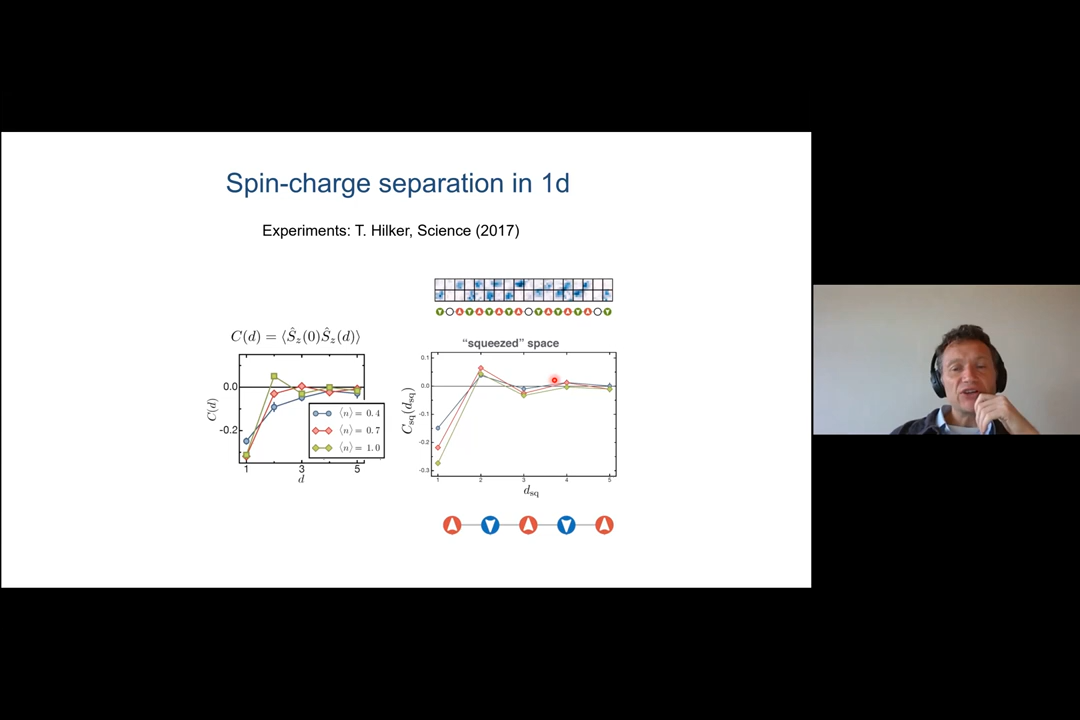 Spin-charge separation in 1d
Experiments: T. Hilker, Science (2017)
C(d) = ⟨Ŝz(0)Ŝz(d)⟩
0.0
-0.2
C(d)
1
3
5
d
⟨n⟩ = 0.4
⟨n⟩ = 0.7
⟨n⟩ = 1.0
“squeezed” space
0.1
0.0
-0.1
-0.2
-0.3
Csq(dsq)
1
2
3
4
5
dsq